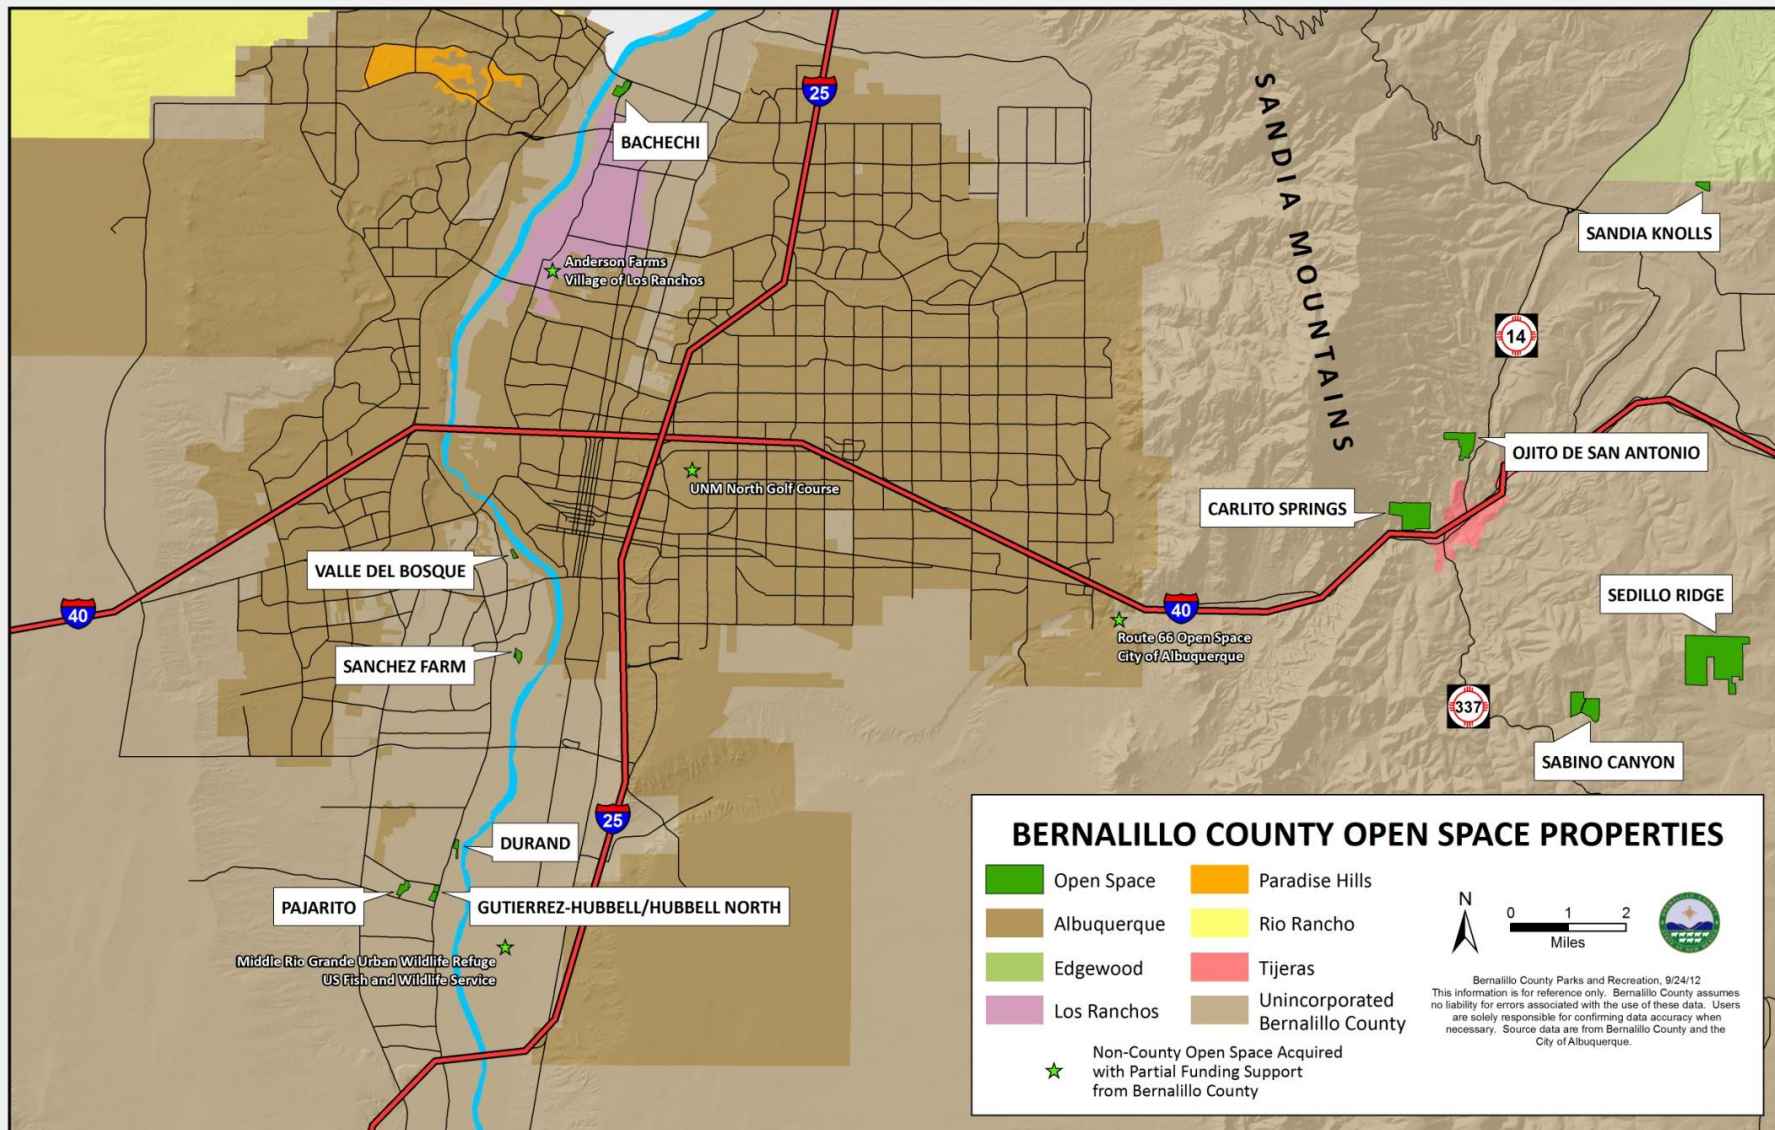 25
BACHECHI
SANDIA MOUNTAINS
SANDIA KNOLLS
Anderson Farms
Village of Los Ranchos
14
OJITO DE SAN ANTONIO
UNM North Golf Course
CARLITO SPRINGS
VALLE DEL BOSQUE
40
40
SEDILLO RIDGE
Route 66 Open Space
City of Albuquerque
SANCHEZ FARM
337
SABINO CANYON
25
DURAND
PAJARITO
GUTIERREZ-HUBBELL/HUBBELL NORTH
Middle Rio Grande Urban Wildlife Refuge
US Fish and Wildlife Service
BERNALILLO COUNTY OPEN SPACE PROPERTIES
Open Space
Albuquerque
Edgewood
Los Ranchos
Paradise Hills
Rio Rancho
Tijeras
Unincorporated
Bernalillo County
Non-County Open Space Acquired
with Partial Funding Support
from Bernalillo County
N
0 1 2
Miles
Bernalillo County Parks and Recreation, 9/24/12
This information is for reference only. Bernalillo County assumes
no liability for errors associated with the use of these data. Users
are solely responsible for confirming data accuracy when
necessary. Source data are from Bernalillo County and the
City of Albuquerque.